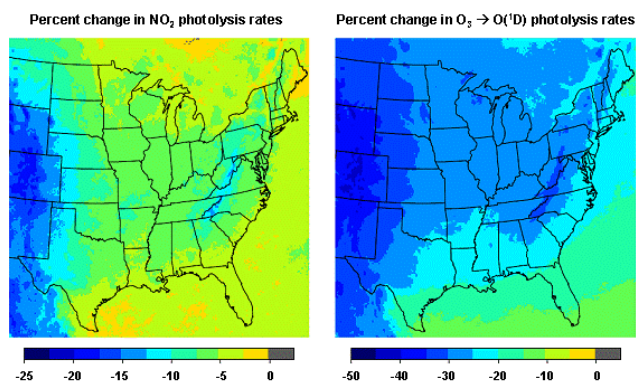 Percent change in NO₂ photolysis rates
Percent change in O₃ → O(¹D) photolysis rates
-25 -20 -15 -10 -5 0
-50 -40 -30 -20 -10 0